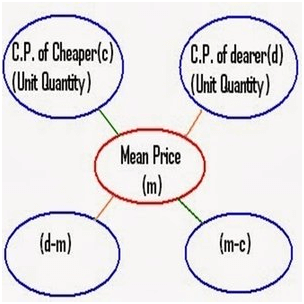 C.P. of Cheaper(c)
(Unit Quantity)
C.P. of dearer(d)
(Unit Quantity)
Mean Price
(m)
(d-m)
(m-c)